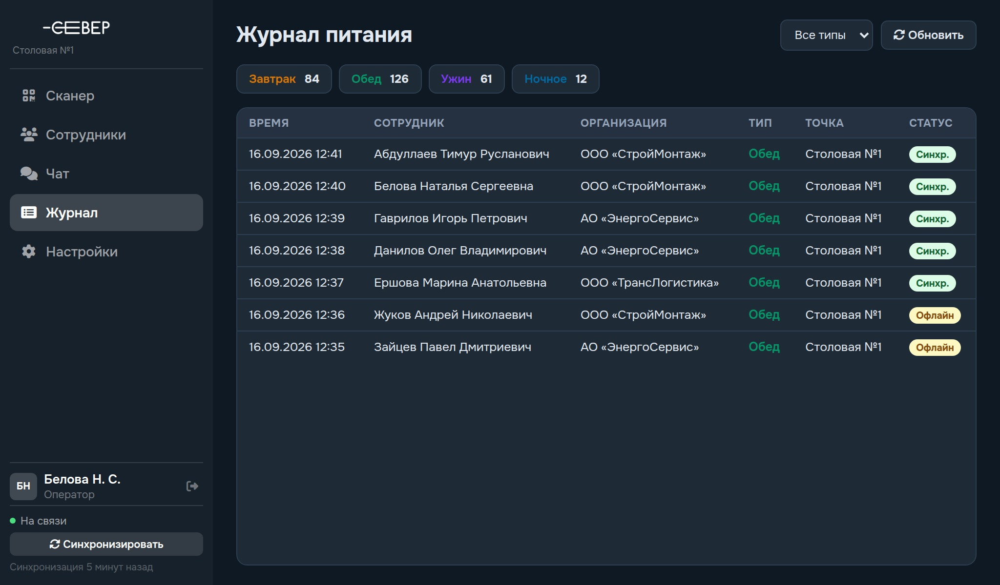 СЕВЕР
Столовая №1
Сканер
Сотрудники
Чат
Журнал
Настройки
БН
Белова Н. С.
Оператор
На связи
Синхронизировать
Синхронизация 5 минут назад
Журнал питания
Все типы
Обновить
Завтрак 84
Обед 126
Ужин 61
Ночное 12
ВРЕМЯ СОТРУДНИК ОРГАНИЗАЦИЯ ТИП ТОЧКА СТАТУС
16.09.2026 12:41 Абдуллаев Тимур Русланович ООО «СтройМонтаж» Обед Столовая №1 Синхр.
16.09.2026 12:40 Белова Наталья Сергеевна ООО «СтройМонтаж» Обед Столовая №1 Синхр.
16.09.2026 12:39 Гаврилов Игорь Петрович АО «ЭнергоСервис» Обед Столовая №1 Синхр.
16.09.2026 12:38 Данилов Олег Владимирович АО «ЭнергоСервис» Обед Столовая №1 Синхр.
16.09.2026 12:37 Ершова Марина Анатольевна ООО «ТрансЛогистика» Обед Столовая №1 Синхр.
16.09.2026 12:36 Жуков Андрей Николаевич ООО «СтройМонтаж» Обед Столовая №1 Офлайн
16.09.2026 12:35 Зайцев Павел Дмитриевич АО «ЭнергоСервис» Обед Столовая №1 Офлайн